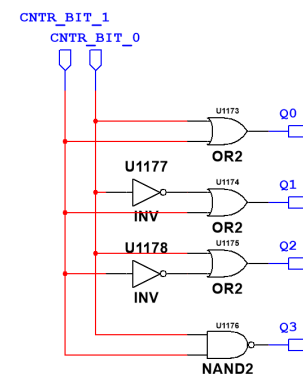 CNTR_BIT_1
CNTR_BIT_0
U1173
Q0
OR2
U1177
U1174
Q1
INV
OR2
U1178
U1175
Q2
INV
OR2
U1176
Q3
NAND2